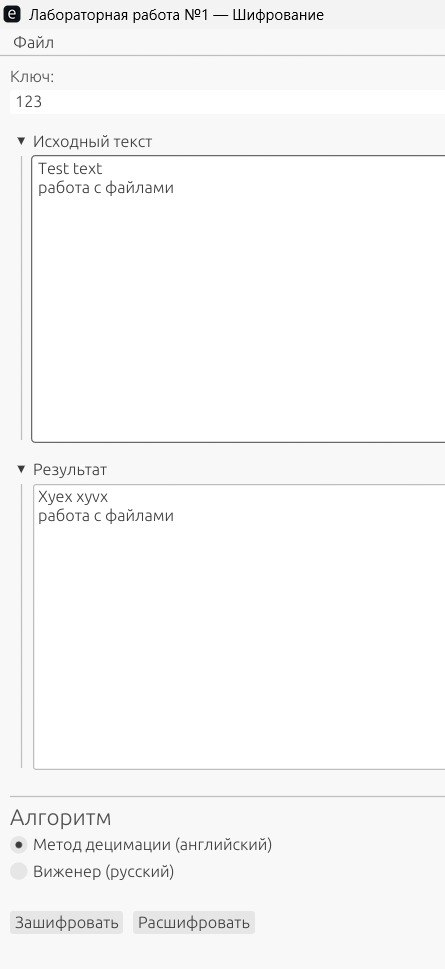 e Лабораторная работа №1 — Шифрование
Файл
Ключ:
123
▼ Исходный текст
Test text
работа с файлами
▼ Результат
Xyex xyvx
работа с файлами
Алгоритм
Метод децимации (английский)
Виженер (русский)
Зашифровать Расшифровать